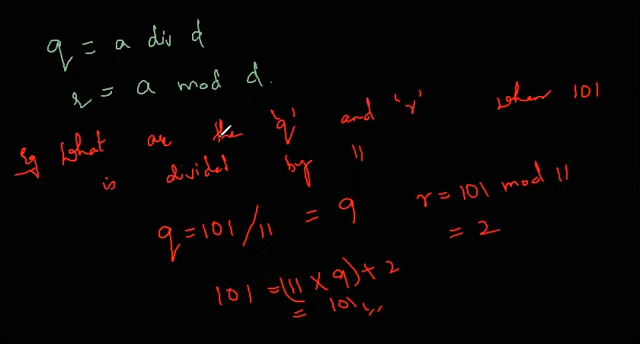 q = a div d
r = a mod d.
Eg What are the 'q' and 'r' when 101
is divided by 11
q = 101 / 11 = 9
r = 101 mod 11
= 2
101 = (11 × 9) + 2
= 101